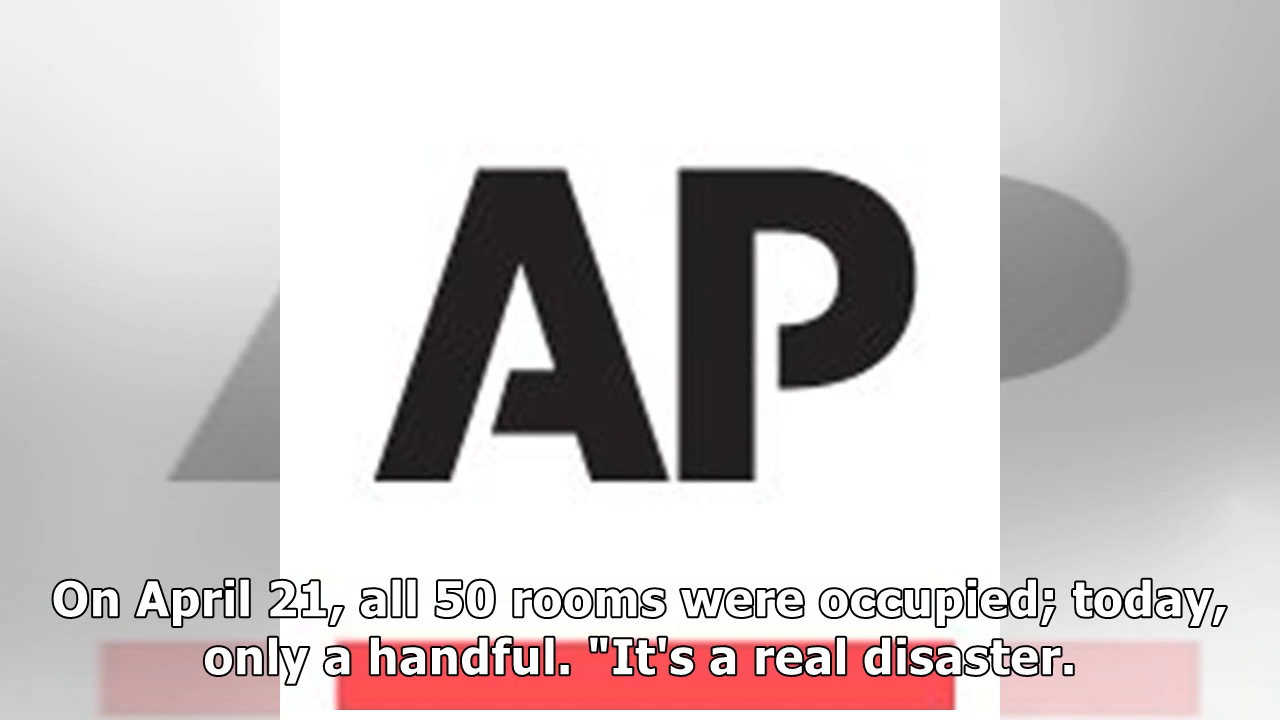 AP
On April 21, all 50 rooms were occupied; today,
only a handful. "It's a real disaster.